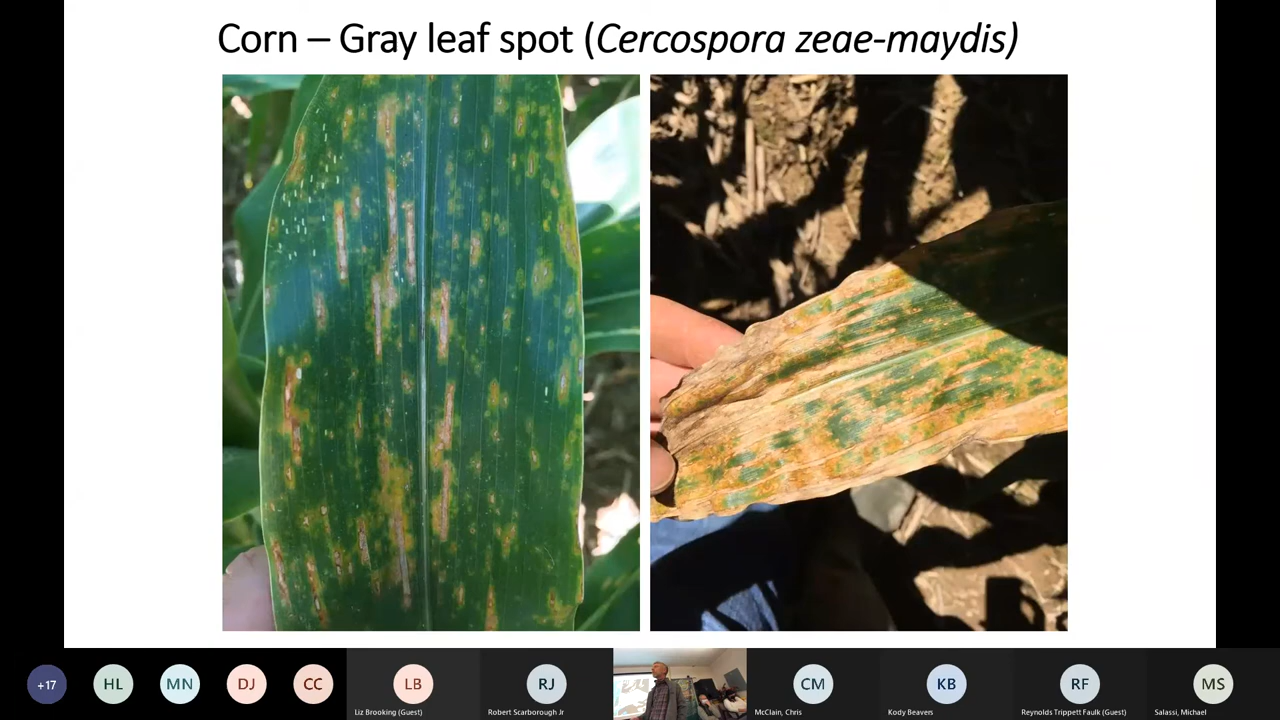 Corn – Gray leaf spot (Cercospora zeae-maydis)
+17
HL
MN
DJ
CC
LB
RJ
CM
KB
RF
MS
Liz Brooking (Guest)
Robert Scarborough Jr
McClain, Chris
Kody Beavers
Reynolds Trippett Faulk (Guest)
Salassi, Michael